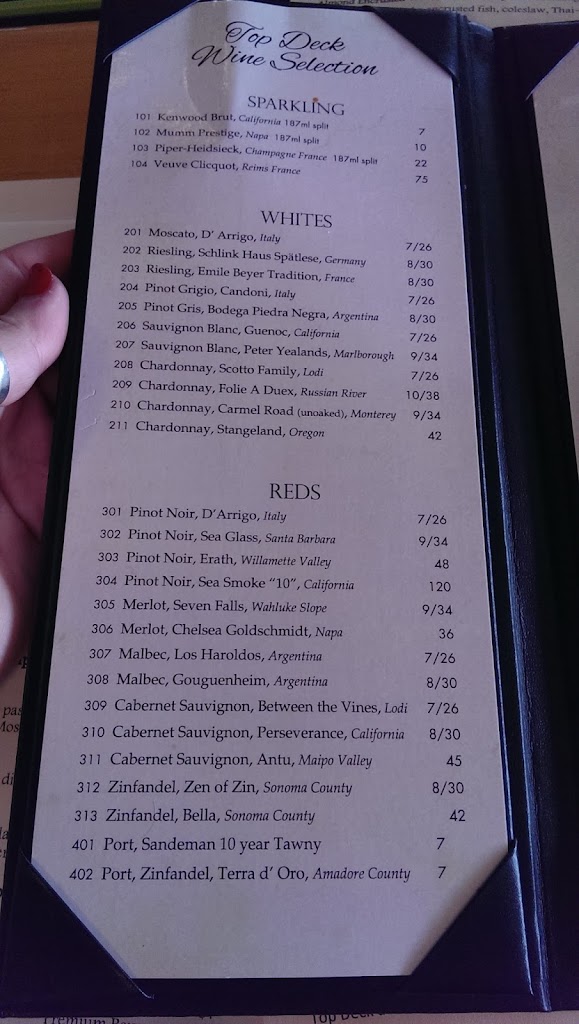 Almond Encrusted
encrusted fish, coleslaw, Thai-
Top Deck
Wine Selection
SPARKLING
101 Kenwood Brut, California 187ml split 7
102 Mumm Prestige, Napa 187ml split 10
103 Piper-Heidsieck, Champagne France 187ml split 22
104 Veuve Clicquot, Reims France 75
WHITES
201 Moscato, D' Arrigo, Italy 7/26
202 Riesling, Schlink Haus Spätlese, Germany 8/30
203 Riesling, Emile Beyer Tradition, France 8/30
204 Pinot Grigio, Candoni, Italy 7/26
205 Pinot Gris, Bodega Piedra Negra, Argentina 8/30
206 Sauvignon Blanc, Guenoc, California 7/26
207 Sauvignon Blanc, Peter Yealands, Marlborough 9/34
208 Chardonnay, Scotto Family, Lodi 7/26
209 Chardonnay, Folie A Duex, Russian River 10/38
210 Chardonnay, Carmel Road (unoaked), Monterey 9/34
211 Chardonnay, Stangeland, Oregon 42
REDS
301 Pinot Noir, D'Arrigo, Italy 7/26
302 Pinot Noir, Sea Glass, Santa Barbara 9/34
303 Pinot Noir, Erath, Willamette Valley 48
304 Pinot Noir, Sea Smoke "10", California 120
305 Merlot, Seven Falls, Wahluke Slope 9/34
306 Merlot, Chelsea Goldschmidt, Napa 36
307 Malbec, Los Haroldos, Argentina 7/26
308 Malbec, Gouguenheim, Argentina 8/30
309 Cabernet Sauvignon, Between the Vines, Lodi 7/26
310 Cabernet Sauvignon, Perseverance, California 8/30
311 Cabernet Sauvignon, Antu, Maipo Valley 45
312 Zinfandel, Zen of Zin, Sonoma County 8/30
313 Zinfandel, Bella, Sonoma County 42
401 Port, Sandeman 10 year Tawny 7
402 Port, Zinfandel, Terra d' Oro, Amadore County 7